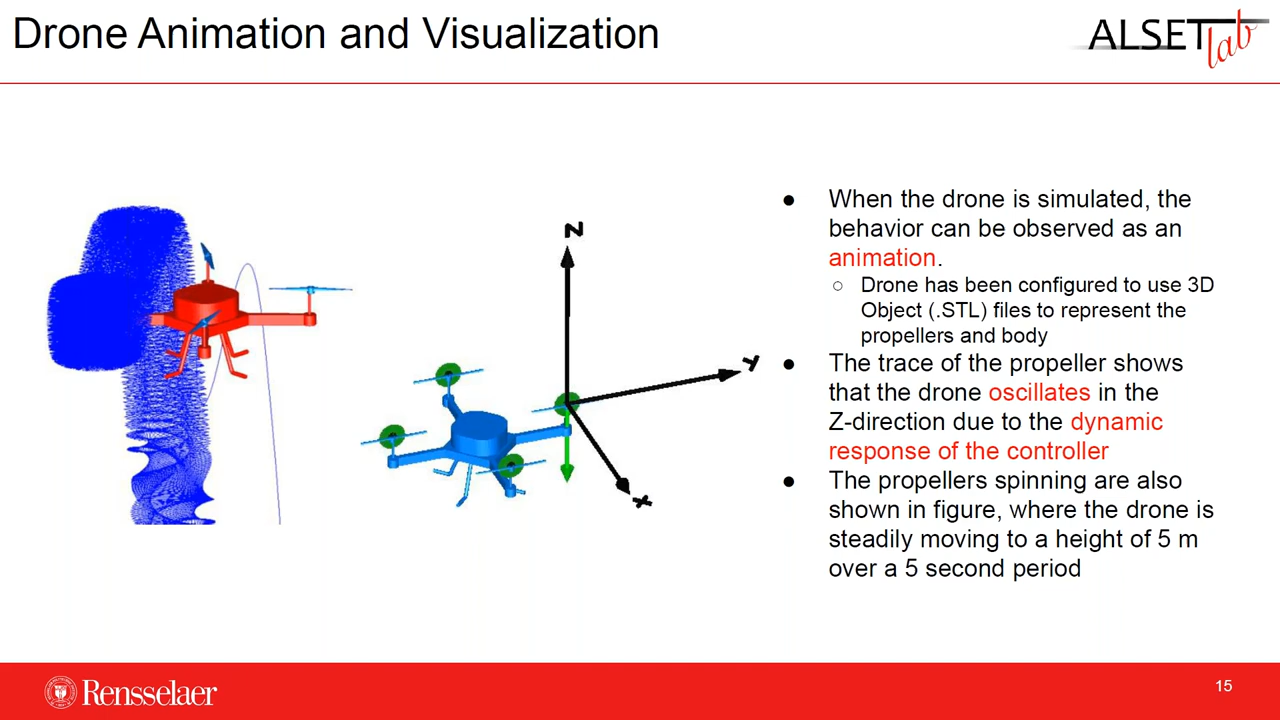 Drone Animation and Visualization
ALSET lab
● When the drone is simulated, the
behavior can be observed as an
animation.
○ Drone has been configured to use 3D
Object (.STL) files to represent the
propellers and body
● The trace of the propeller shows
that the drone oscillates in the
Z-direction due to the dynamic
response of the controller
● The propellers spinning are also
shown in figure, where the drone is
steadily moving to a height of 5 m
over a 5 second period
Z
Y
X
Rensselaer
15